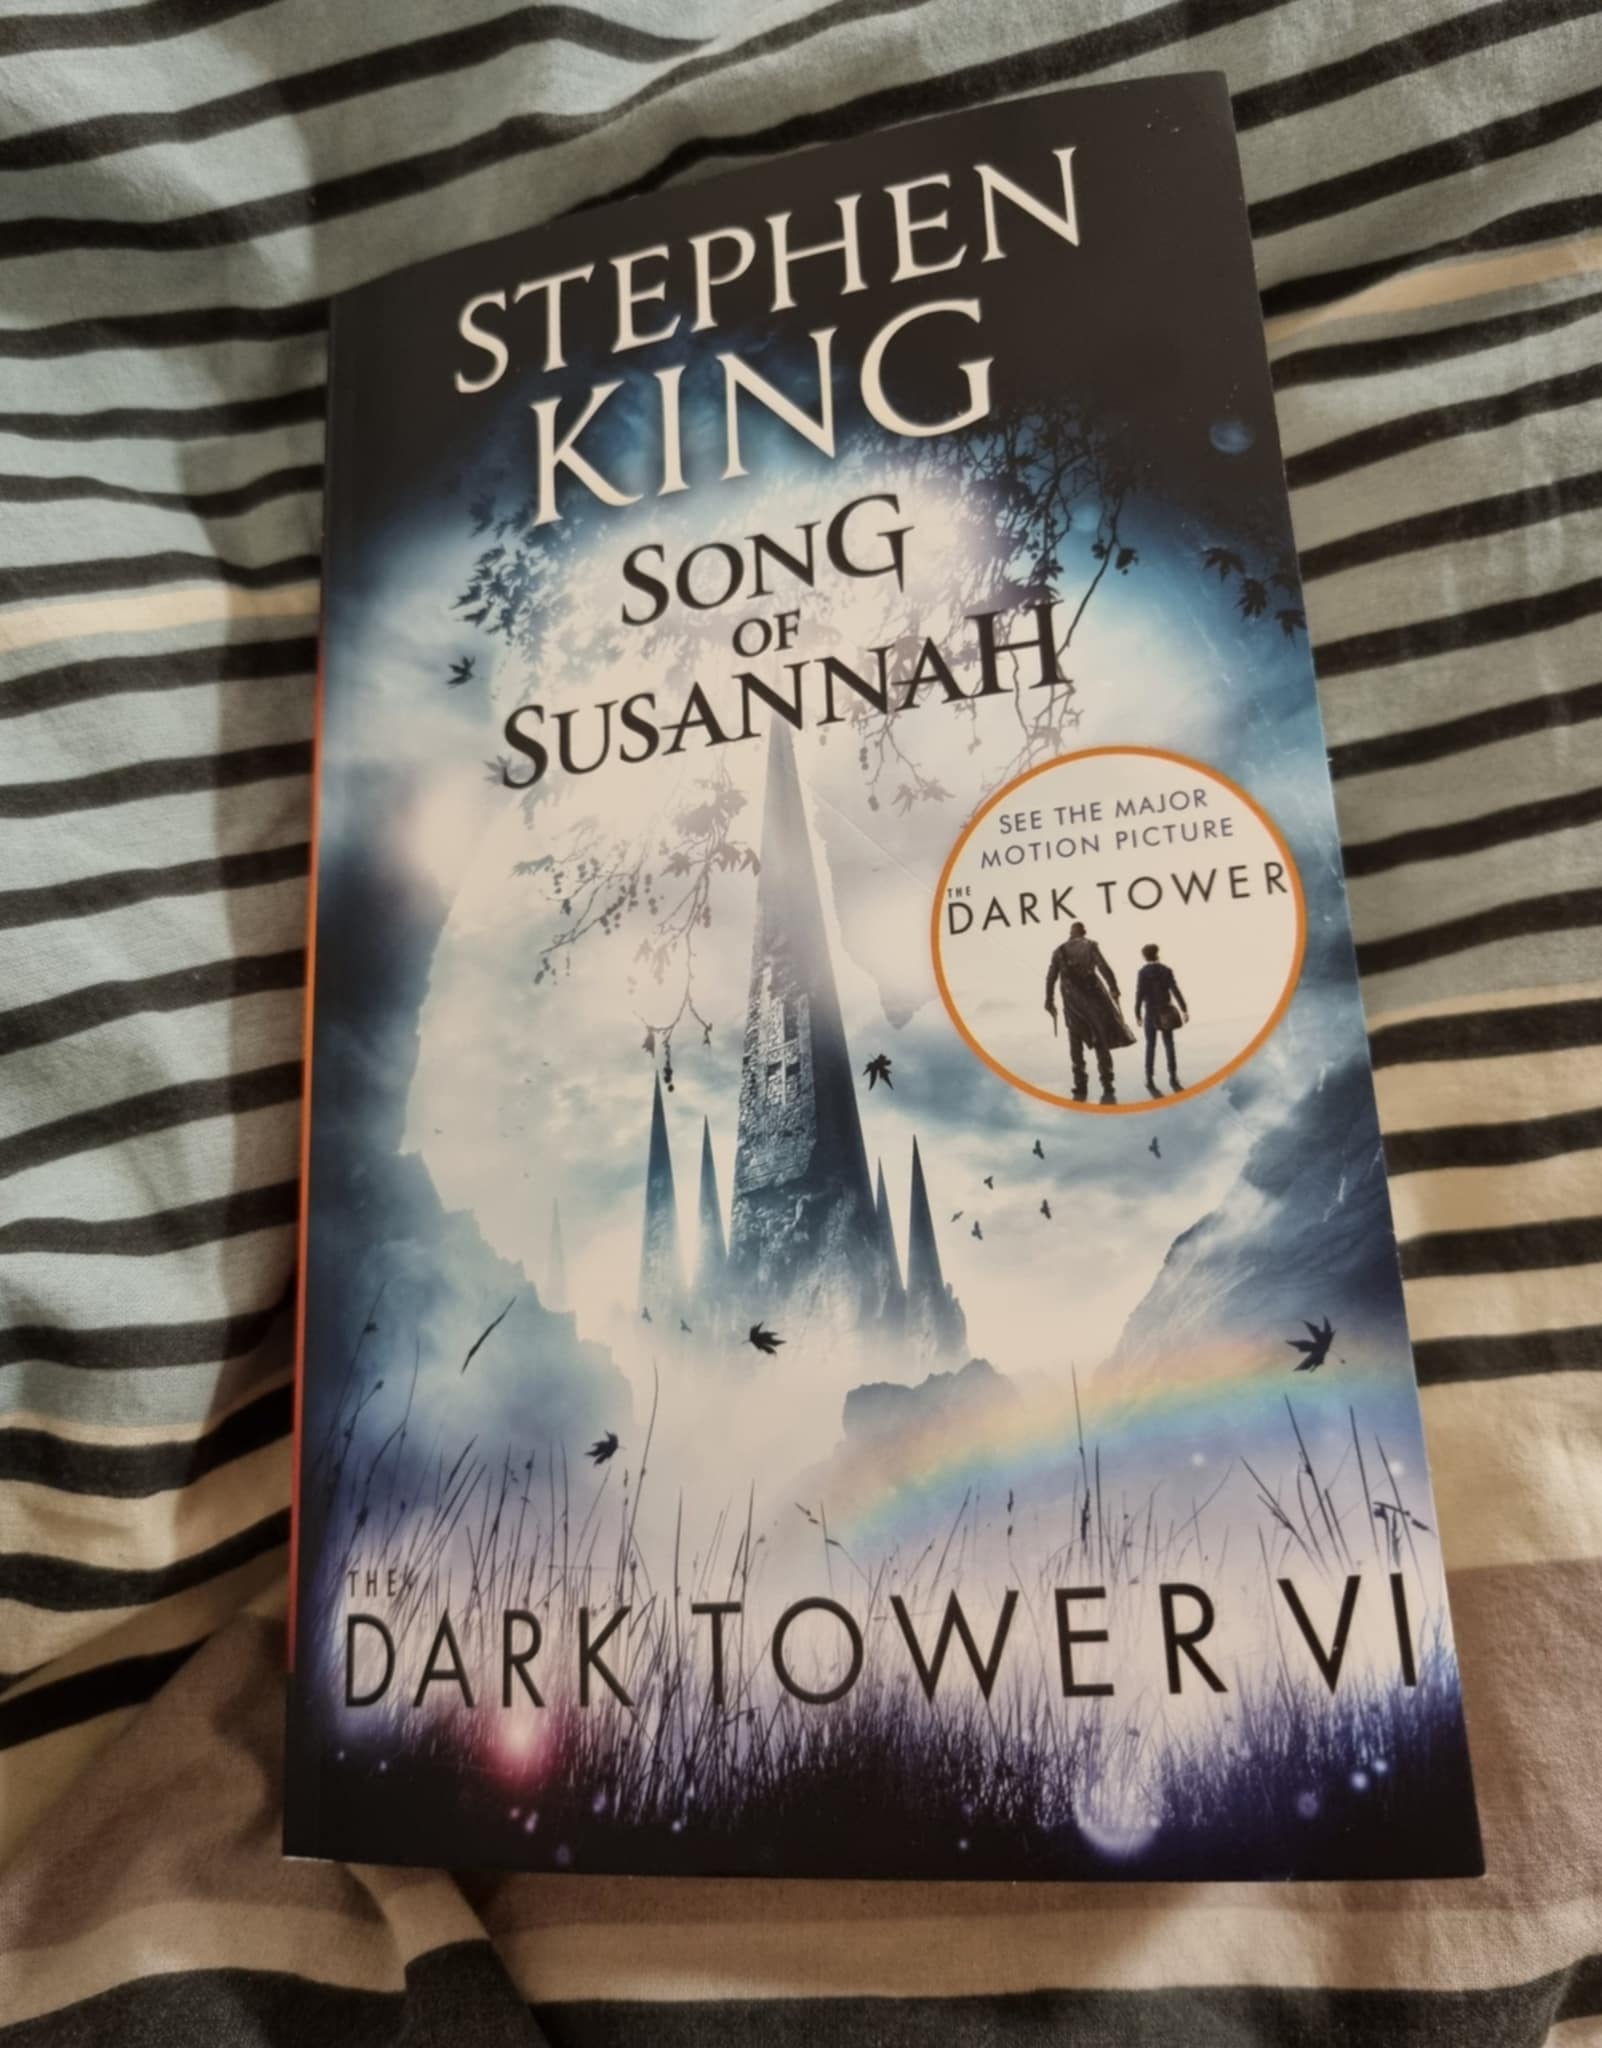 STEPHEN
KING
SONG
OF
SUSANNAH
SEE THE MAJOR
MOTION PICTURE
THE
DARK TOWER
THE
DARK TOWER VI